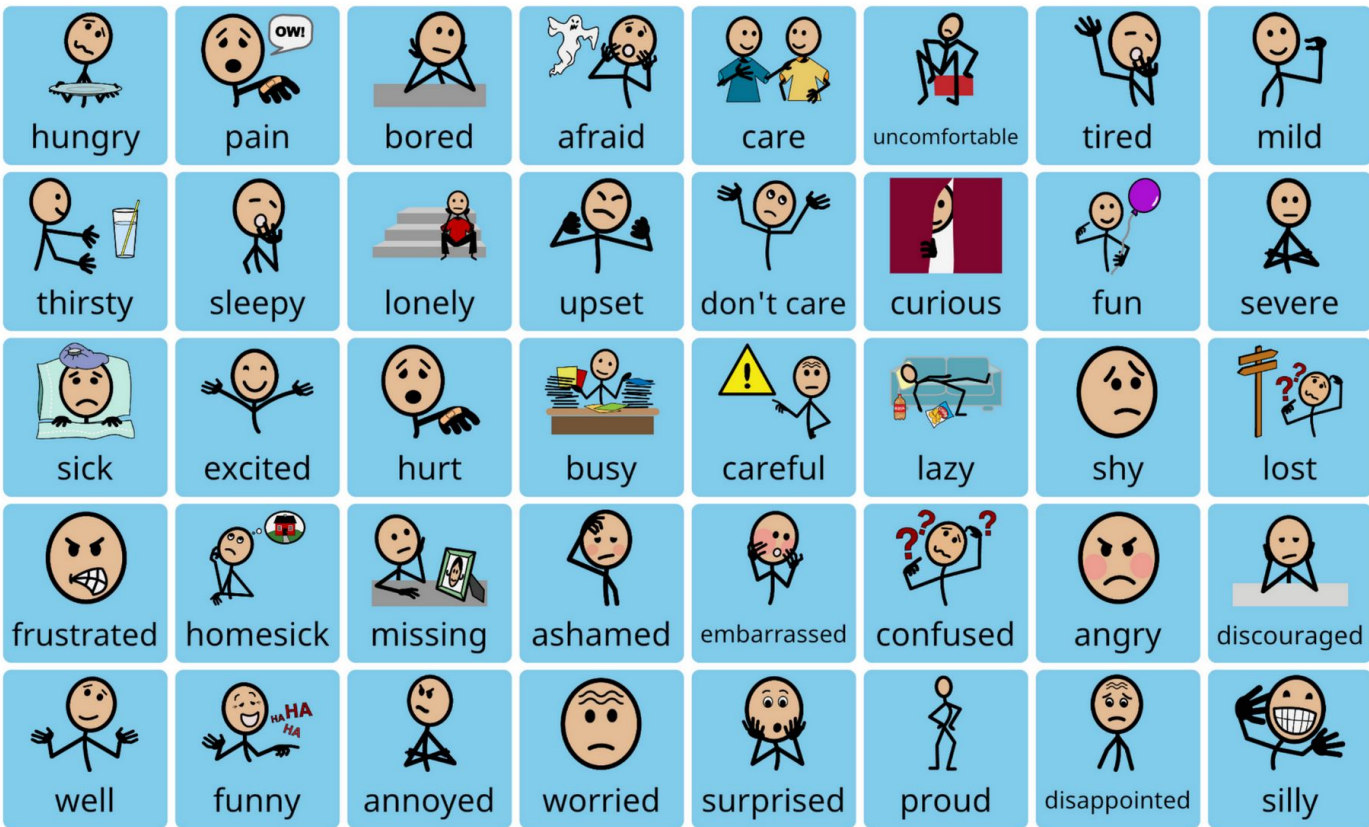 OW!
hungry
pain
bored
afraid
care
uncomfortable
tired
mild
thirsty
sleepy
lonely
upset
don't care
curious
fun
severe
sick
excited
hurt
busy
careful
lazy
shy
lost
frustrated
homesick
missing
ashamed
embarrassed
confused
angry
discouraged
HA HA
HA
well
funny
annoyed
worried
surprised
proud
disappointed
silly